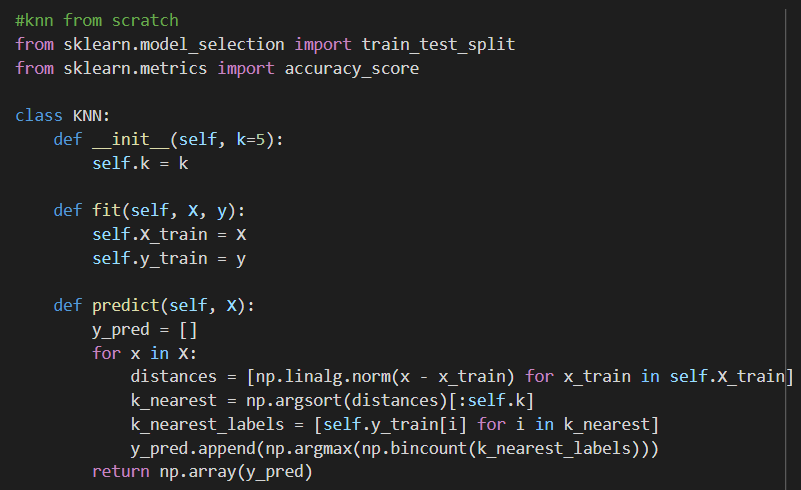 #knn from scratch
from sklearn.model_selection import train_test_split
from sklearn.metrics import accuracy_score

class KNN:
    def __init__(self, k=5):
        self.k = k

    def fit(self, X, y):
        self.X_train = X
        self.y_train = y

    def predict(self, X):
        y_pred = []
        for x in X:
            distances = [np.linalg.norm(x - x_train) for x_train in self.X_train]
            k_nearest = np.argsort(distances)[:self.k]
            k_nearest_labels = [self.y_train[i] for i in k_nearest]
            y_pred.append(np.argmax(np.bincount(k_nearest_labels)))
        return np.array(y_pred)